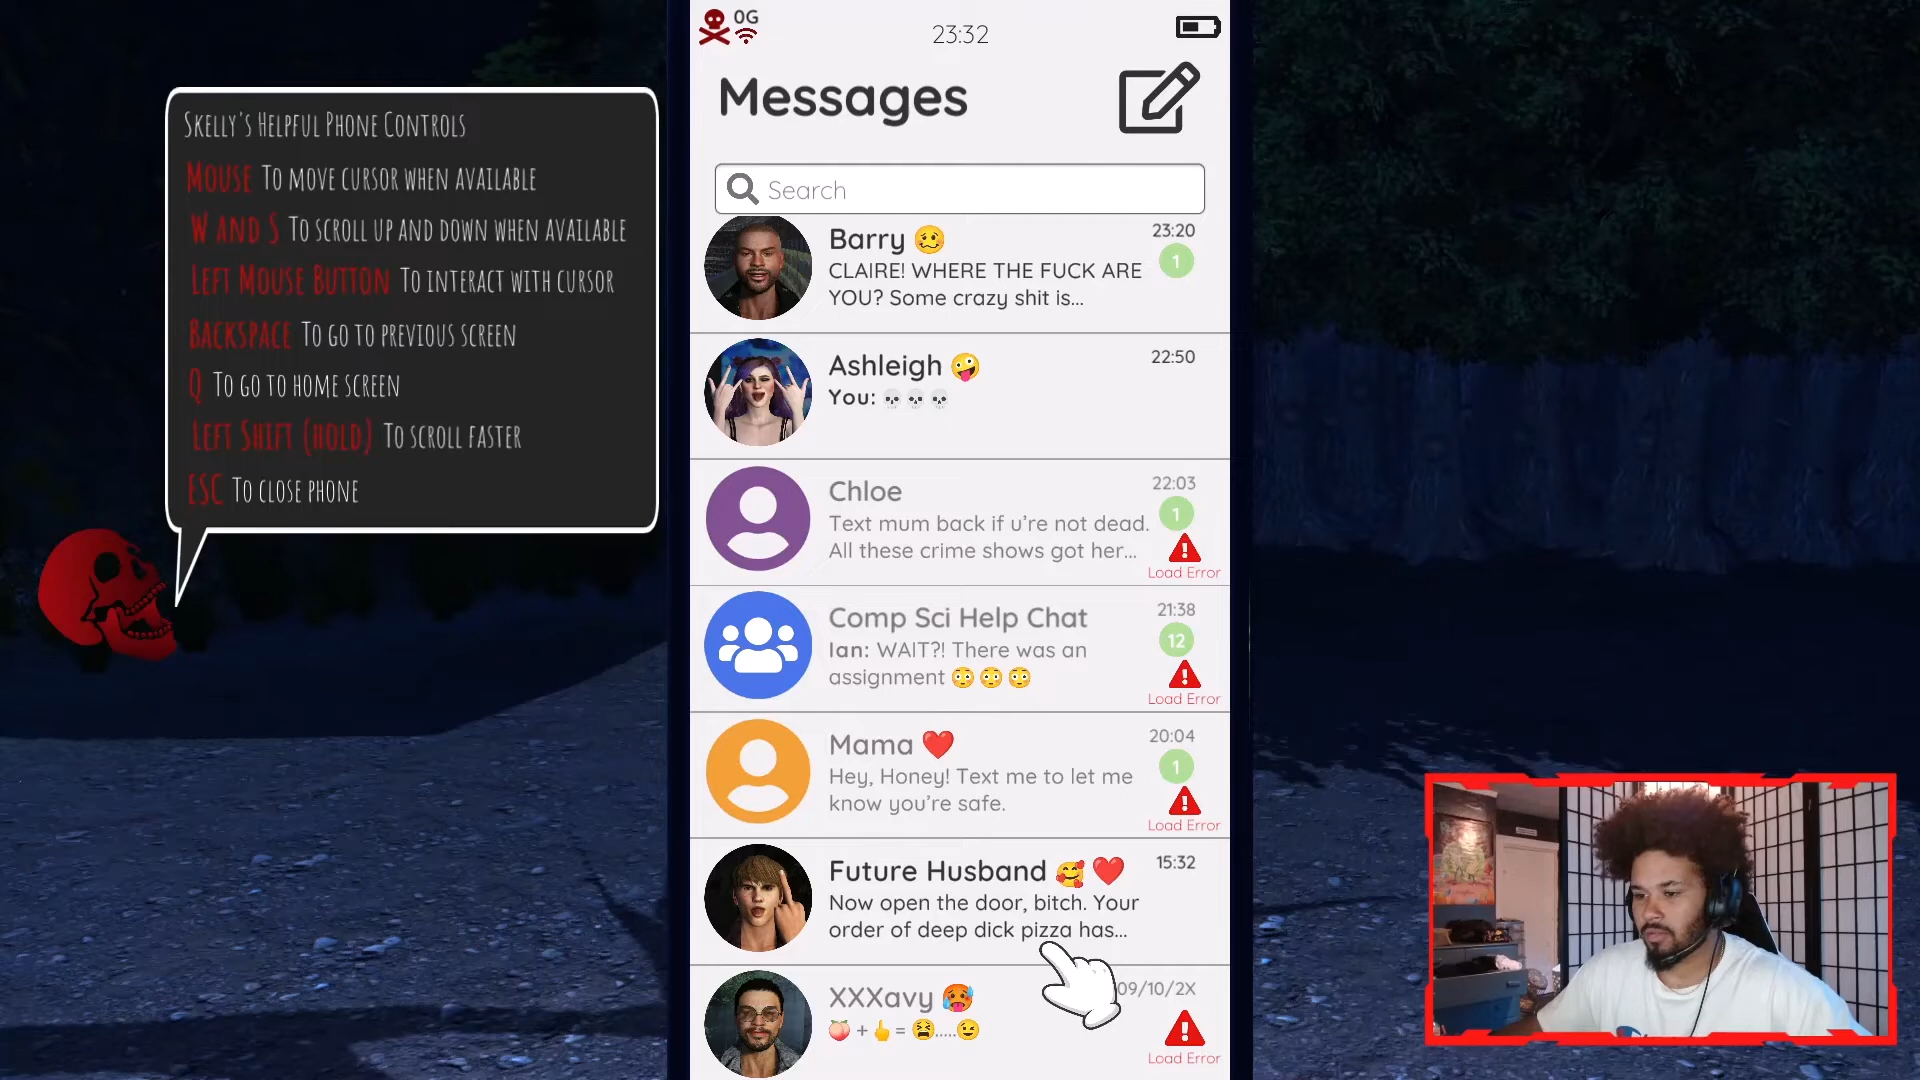 SKELLY'S HELPFUL PHONE CONTROLS
MOUSE TO MOVE CURSOR WHEN AVAILABLE
W AND S TO SCROLL UP AND DOWN WHEN AVAILABLE
LEFT MOUSE BUTTON TO INTERACT WITH CURSOR
BACKSPACE TO GO TO PREVIOUS SCREEN
Q TO GO TO HOME SCREEN
LEFT SHIFT (HOLD) TO SCROLL FASTER
ESC TO CLOSE PHONE
0G
23:32
Messages
Search
Barry 🥴 23:20
CLAIRE! WHERE THE FUCK ARE 1
YOU? Some crazy shit is...
Ashleigh 🤪 22:50
You: 💀 💀 💀
Chloe 22:03
Text mum back if u're not dead. 1
All these crime shows got her...
Load Error
Comp Sci Help Chat 21:38
Ian: WAIT?! There was an 12
assignment 😳 😳 😳
Load Error
Mama ❤️ 20:04
Hey, Honey! Text me to let me 1
know you're safe.
Load Error
Future Husband 🥰 ❤️ 15:32
Now open the door, bitch. Your
order of deep dick pizza has...
XXXavy 🥵 09/10/2X
🍑 + 👆 = 😫.....😉
Load Error